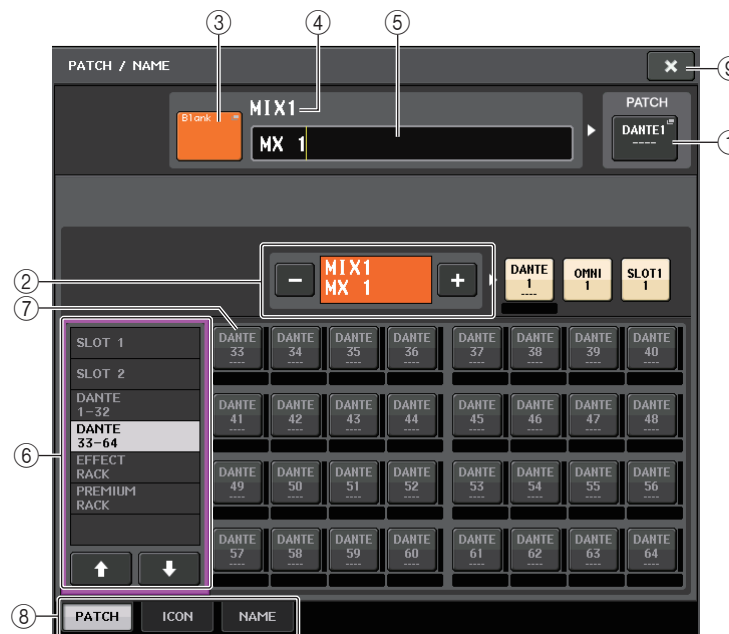 ③ ④ ⑤
PATCH / NAME
×
⑨
Blank
MIX1
MX 1
PATCH
DANTE1
----
②
−
MIX1
MX 1
+
DANTE
1
----
OMNI
1
SLOT1
1
⑦
⑥
SLOT 1
SLOT 2
DANTE
1-32
DANTE
33-64
EFFECT
RACK
PREMIUM
RACK
DANTE
33
----
DANTE
34
----
DANTE
35
----
DANTE
36
----
DANTE
37
----
DANTE
38
----
DANTE
39
----
DANTE
40
----
DANTE
41
----
DANTE
42
----
DANTE
43
----
DANTE
44
----
DANTE
45
----
DANTE
46
----
DANTE
47
----
DANTE
48
----
DANTE
49
----
DANTE
50
----
DANTE
51
----
DANTE
52
----
DANTE
53
----
DANTE
54
----
DANTE
55
----
DANTE
56
----
DANTE
57
----
DANTE
58
----
DANTE
59
----
DANTE
60
----
DANTE
61
----
DANTE
62
----
DANTE
63
----
DANTE
64
----
⑧
PATCH ICON NAME